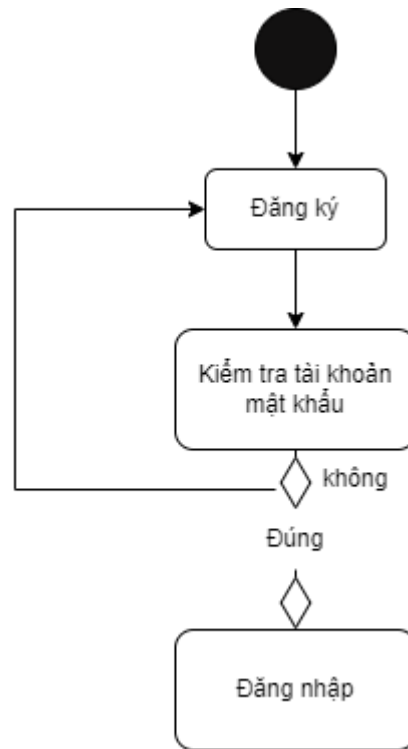 Đăng ký
Kiểm tra tài khoản
mật khẩu
không
Đúng
Đăng nhập